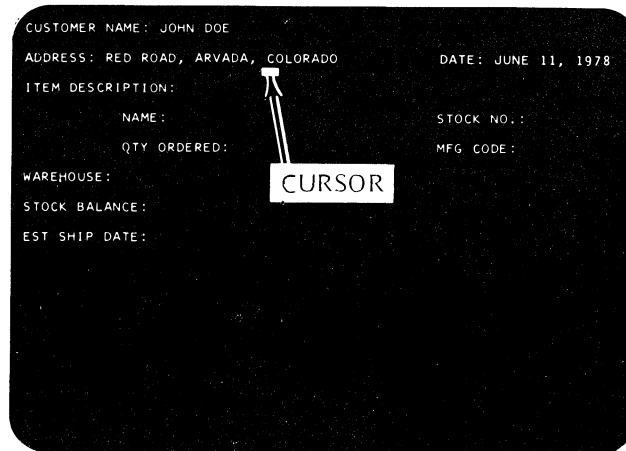 CUSTOMER NAME: JOHN DOE
ADDRESS: RED ROAD, ARVADA, COLORADO DATE: JUNE 11, 1978
ITEM DESCRIPTION:
NAME: STOCK NO.:
QTY ORDERED: MFG CODE:
WAREHOUSE: CURSOR
STOCK BALANCE:
EST SHIP DATE: